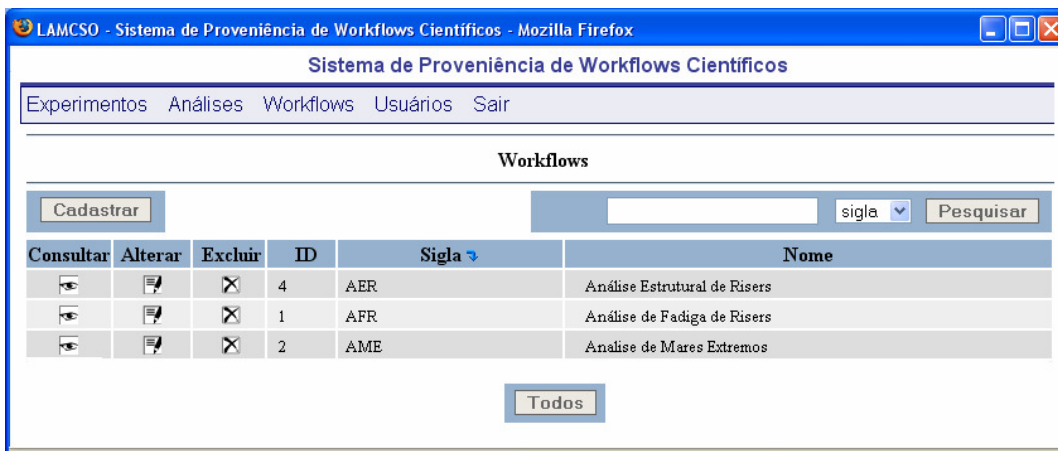 LAMCSO - Sistema de Proveniência de Workflows Científicos - Mozilla Firefox
Sistema de Proveniência de Workflows Científicos
Experimentos Análises Workflows Usuários Sair
Workflows
Cadastrar sigla Pesquisar
Consultar Alterar Excluir ID Sigla Nome
4 AER Análise Estrutural de Risers
1 AFR Análise de Fadiga de Risers
2 AME Analise de Mares Extremos
Todos